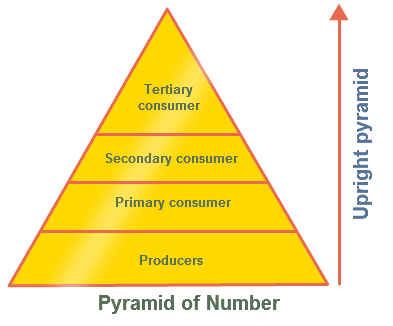 Tertiary
consumer
Secondary consumer
Primary consumer
Producers
Upright pyramid
Pyramid of Number